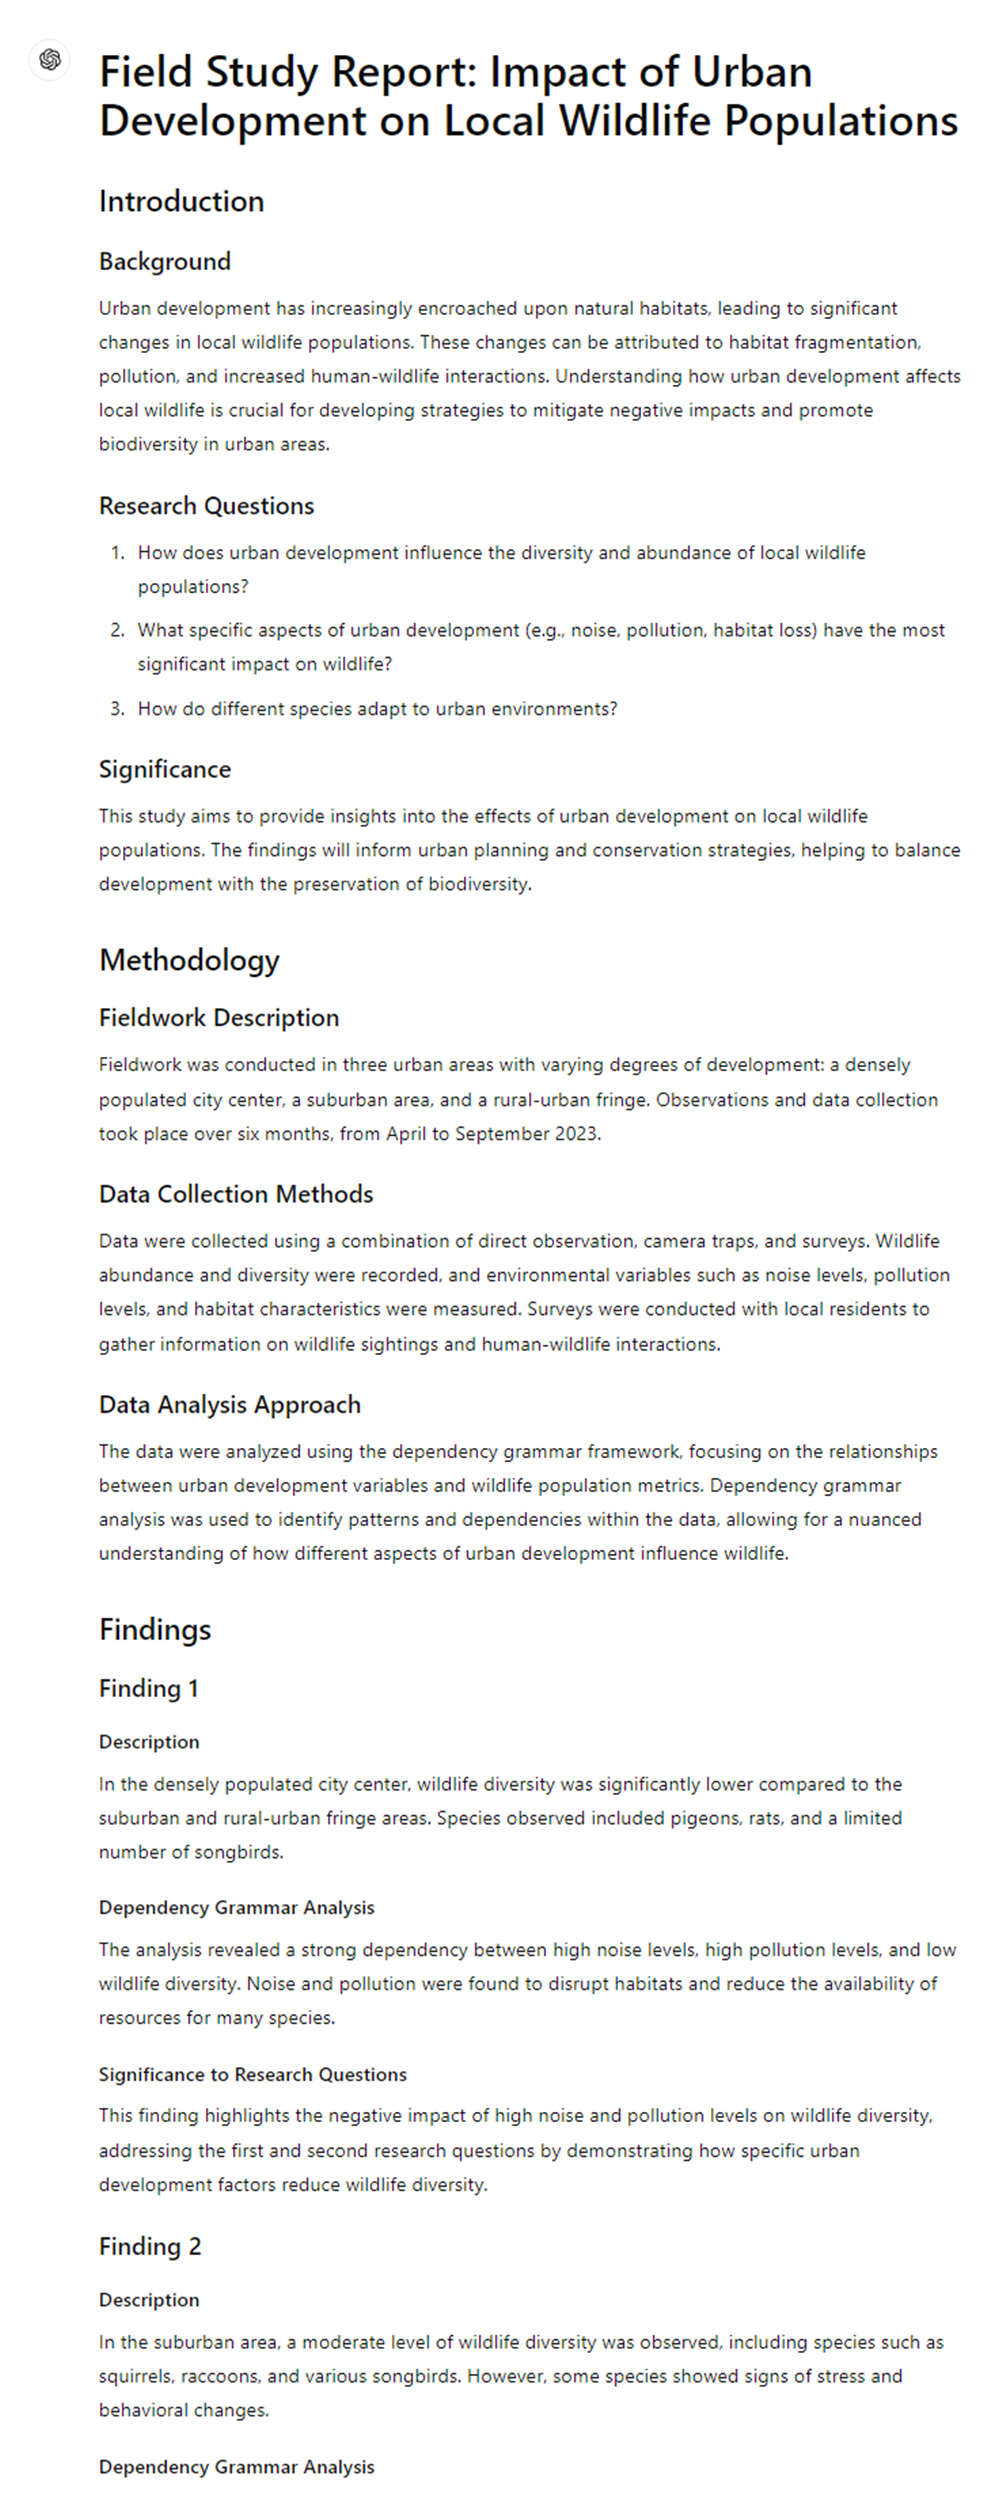 Field Study Report: Impact of Urban
Development on Local Wildlife Populations
Introduction
Background
Urban development has increasingly encroached upon natural habitats, leading to significant
changes in local wildlife populations. These changes can be attributed to habitat fragmentation,
pollution, and increased human-wildlife interactions. Understanding how urban development affects
local wildlife is crucial for developing strategies to mitigate negative impacts and promote
biodiversity in urban areas.
Research Questions
1. How does urban development influence the diversity and abundance of local wildlife
populations?
2. What specific aspects of urban development (e.g., noise, pollution, habitat loss) have the most
significant impact on wildlife?
3. How do different species adapt to urban environments?
Significance
This study aims to provide insights into the effects of urban development on local wildlife
populations. The findings will inform urban planning and conservation strategies, helping to balance
development with the preservation of biodiversity.
Methodology
Fieldwork Description
Fieldwork was conducted in three urban areas with varying degrees of development: a densely
populated city center, a suburban area, and a rural-urban fringe. Observations and data collection
took place over six months, from April to September 2023.
Data Collection Methods
Data were collected using a combination of direct observation, camera traps, and surveys. Wildlife
abundance and diversity were recorded, and environmental variables such as noise levels, pollution
levels, and habitat characteristics were measured. Surveys were conducted with local residents to
gather information on wildlife sightings and human-wildlife interactions.
Data Analysis Approach
The data were analyzed using the dependency grammar framework, focusing on the relationships
between urban development variables and wildlife population metrics. Dependency grammar
analysis was used to identify patterns and dependencies within the data, allowing for a nuanced
understanding of how different aspects of urban development influence wildlife.
Findings
Finding 1
Description
In the densely populated city center, wildlife diversity was significantly lower compared to the
suburban and rural-urban fringe areas. Species observed included pigeons, rats, and a limited
number of songbirds.
Dependency Grammar Analysis
The analysis revealed a strong dependency between high noise levels, high pollution levels, and low
wildlife diversity. Noise and pollution were found to disrupt habitats and reduce the availability of
resources for many species.
Significance to Research Questions
This finding highlights the negative impact of high noise and pollution levels on wildlife diversity,
addressing the first and second research questions by demonstrating how specific urban
development factors reduce wildlife diversity.
Finding 2
Description
In the suburban area, a moderate level of wildlife diversity was observed, including species such as
squirrels, raccoons, and various songbirds. However, some species showed signs of stress and
behavioral changes.
Dependency Grammar Analysis